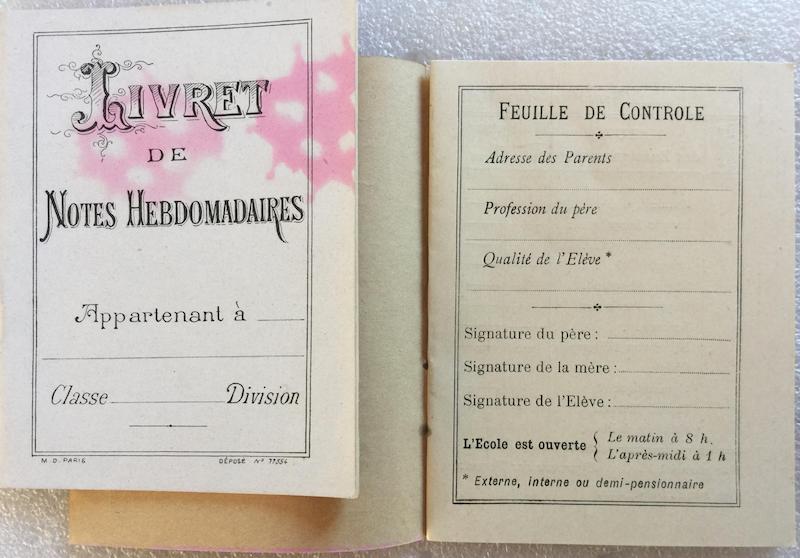 LIVRET
DE
NOTES HEBDOMADAIRES
Appartenant à
Classe Division
M. D. PARIS DÉPOSÉ Nº 77554
FEUILLE DE CONTROLE
Adresse des Parents
Profession du père
Qualité de l'Elève *
Signature du père :
Signature de la mère :
Signature de l'Elève :
L'Ecole est ouverte { Le matin à 8 h.
L'après-midi à 1 h
* Externe, interne ou demi-pensionnaire